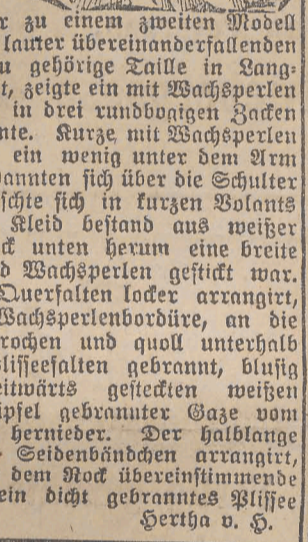 r zu einem zweiten Modell
lauter übereinanderfallenden
u gehörige Taille in Lang-
t, zeigte ein mit Wachsperlen
in drei rundbogigen Zacken
nte. Kurze, mit Wachsperlen
ein wenig unter dem Arm
annten sich über die Schulter
schte sich in kurzen Volants
Kleid bestand aus weißer
ck unten herum eine breite
d Wachsperlen gestickt war.
Querfalten locker arrangirt,
Wachsperlenbordüre, an die
rochen und quoll unterhalb
lisseefalten gebrannt, blusig
eitwärts gesteckten weißen
ipfel gebrannter Gaze vom
hernieder. Der halblange
Seidenbändchen arrangirt,
dem Rock übereinstimmende
ein dicht gebranntes Plissee
Hertha v. H.